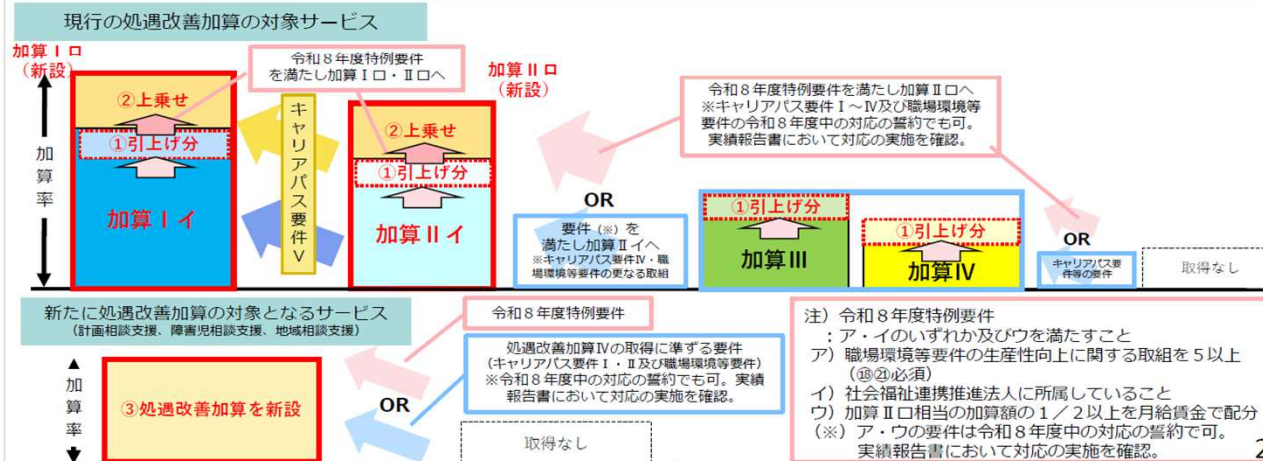 現行の処遇改善加算の対象サービス
加算Ⅰロ
（新設）
②上乗せ
①引上げ分
加算Ⅰイ
加算率
令和８年度特例要件
を満たし加算Ⅰロ・Ⅱロへ
キャリアパス要件Ⅴ
加算Ⅱロ
（新設）
②上乗せ
①引上げ分
加算Ⅱイ
令和８年度特例要件を満たし加算Ⅱロへ
※キャリアパス要件Ⅰ～Ⅳ及び職場環境等
要件の令和８年度中の対応の誓約でも可。
実績報告書において対応の実施を確認。
OR
要件（※）を
満たし加算Ⅱイへ
※キャリアパス要件Ⅳ・職
場環境等要件の更なる取組
①引上げ分
加算Ⅲ
①引上げ分
加算Ⅳ
OR
キャリアパス要
件等の要件
取得なし
新たに処遇改善加算の対象となるサービス
（計画相談支援、障害児相談支援、地域相談支援）
加算率
③処遇改善加算を新設
令和８年度特例要件
OR
処遇改善加算Ⅳの取得に準ずる要件
（キャリアパス要件Ⅰ・Ⅱ及び職場環境等要件）
※令和８年度中の対応の誓約でも可。実績
報告書において対応の実施を確認。
取得なし
注）令和８年度特例要件
：ア・イのいずれか及びウを満たすこと
ア）職場環境等要件の生産性向上に関する取組を５以上
（⑱㉑必須）
イ）社会福祉連携推進法人に所属していること
ウ）加算Ⅱロ相当の加算額の１／２以上を月給賃金で配分
（※）ア・ウの要件は令和８年度中の対応の誓約で可。
実績報告書において対応の実施を確認。
2